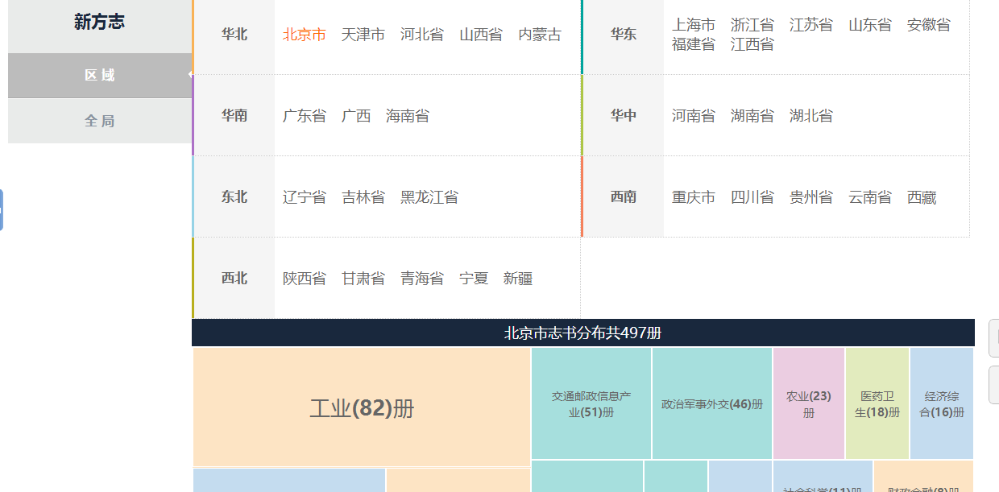 新方志
区 域
全 局
华北
北京市 天津市 河北省 山西省 内蒙古
华东
上海市 浙江省 江苏省 山东省 安徽省
福建省 江西省
华南
广东省 广西 海南省
华中
河南省 湖南省 湖北省
东北
辽宁省 吉林省 黑龙江省
西南
重庆市 四川省 贵州省 云南省 西藏
西北
陕西省 甘肃省 青海省 宁夏 新疆
北京市志书分布共497册
工业(82)册
交通邮政信息产
业(51)册
政治军事外交(46)册
农业(23)
册
医药卫
生(18)册
经济综
合(16)册
社会科学(11)册
财政金融(8)册